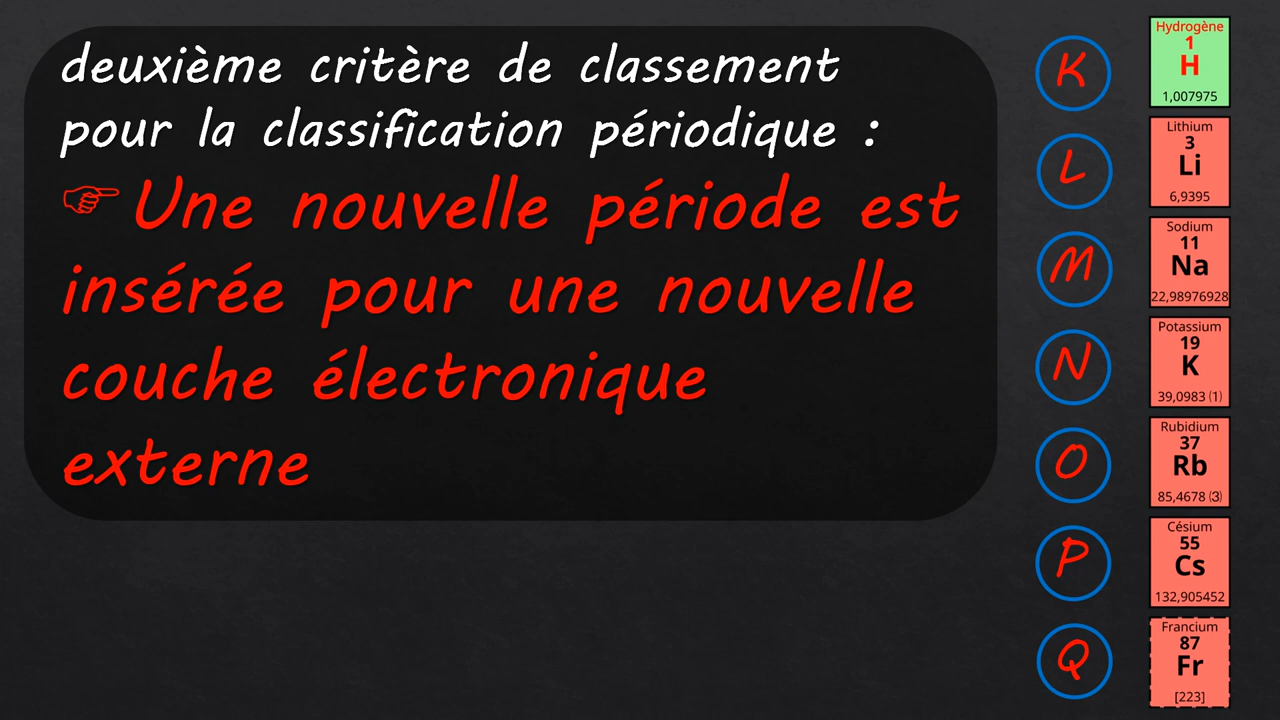 deuxième critère de classement
pour la classification périodique :
☞ Une nouvelle période est
insérée pour une nouvelle
couche électronique
externe
K
L
M
N
O
P
Q
Hydrogène
1
H
1,007975
Lithium
3
Li
6,9395
Sodium
11
Na
22,98976928
Potassium
19
K
39,0983 (1)
Rubidium
37
Rb
85,4678 (3)
Césium
55
Cs
132,905452
Francium
87
Fr
[223]